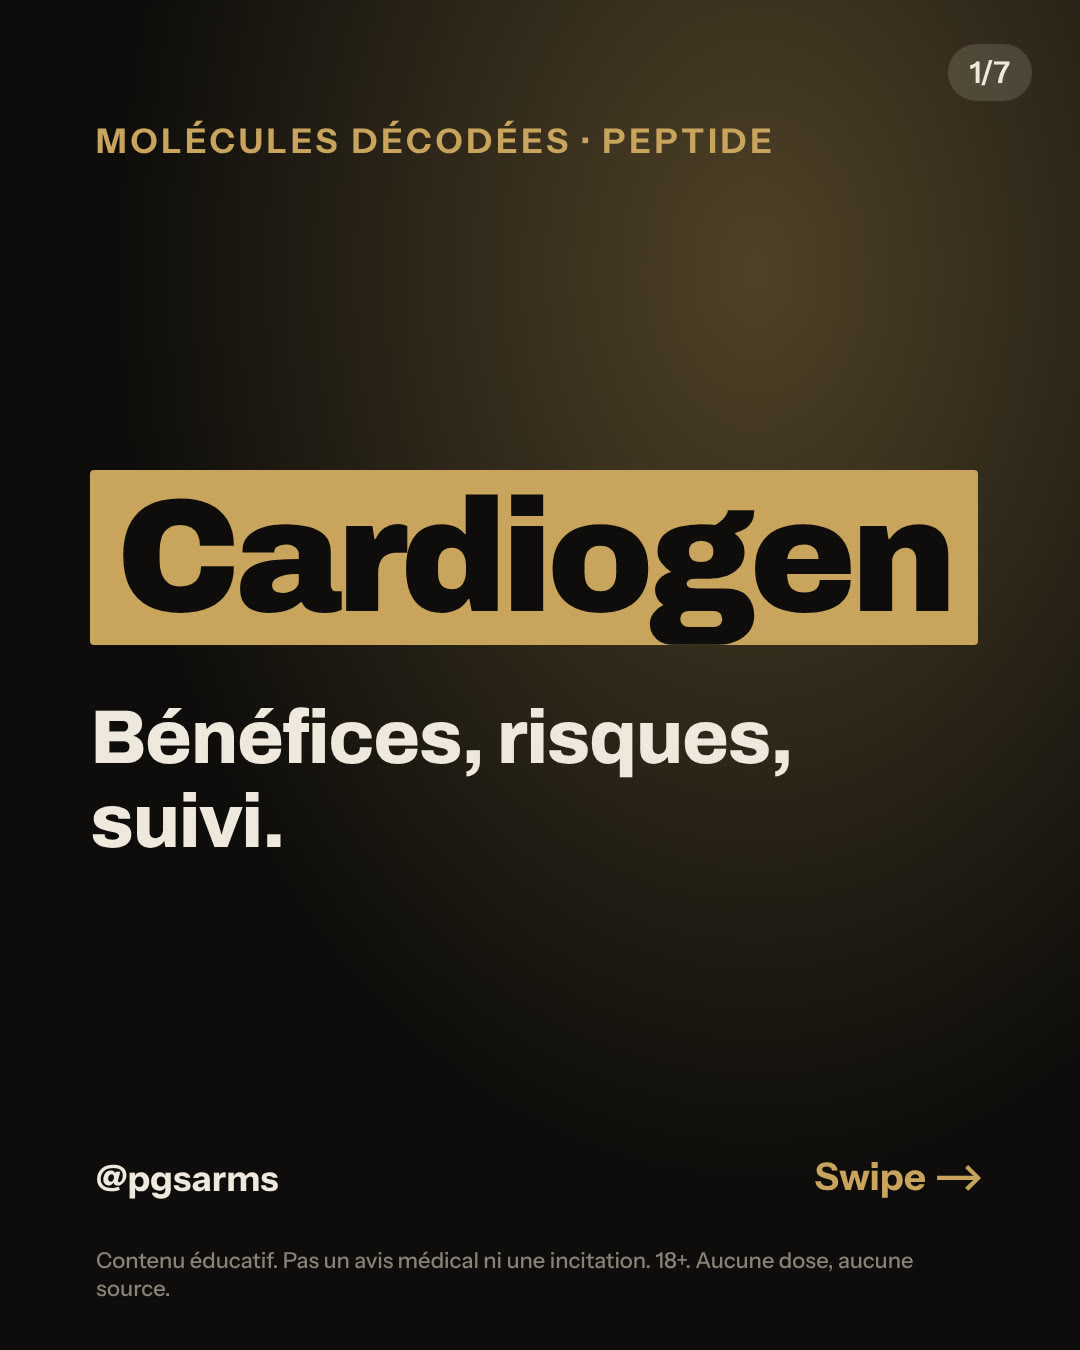 1/7
MOLÉCULES DÉCODÉES · PEPTIDE
Cardiogen
Bénéfices, risques,
suivi.
@pgsarms
Swipe →
Contenu éducatif. Pas un avis médical ni une incitation. 18+. Aucune dose, aucune
source.